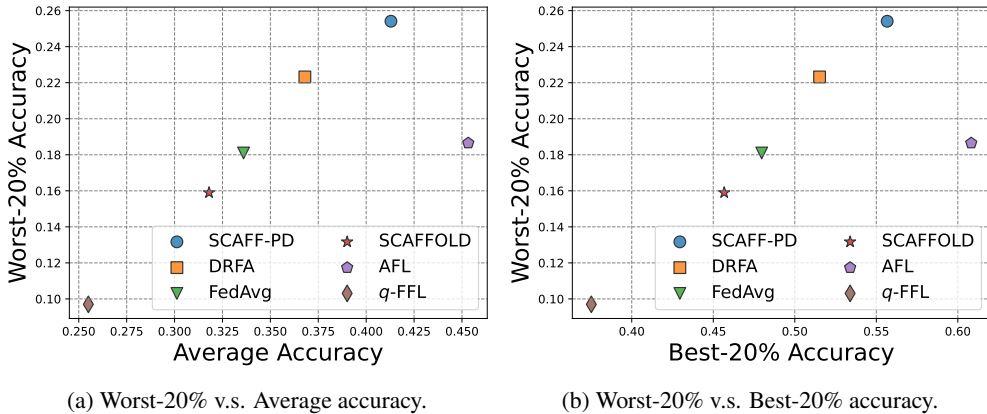 0.26
0.24
0.22
0.20
0.18
0.16
0.14
0.12
0.10
Worst-20% Accuracy
SCAFF-PD
DRFA
FedAvg
SCAFFOLD
AFL
q-FFL
0.250 0.275 0.300 0.325 0.350 0.375 0.400 0.425 0.450
Average Accuracy
(a) Worst-20% v.s. Average accuracy.
0.26
0.24
0.22
0.20
0.18
0.16
0.14
0.12
0.10
Worst-20% Accuracy
SCAFF-PD
DRFA
FedAvg
SCAFFOLD
AFL
q-FFL
0.40 0.45 0.50 0.55 0.60
Best-20% Accuracy
(b) Worst-20% v.s. Best-20% accuracy.